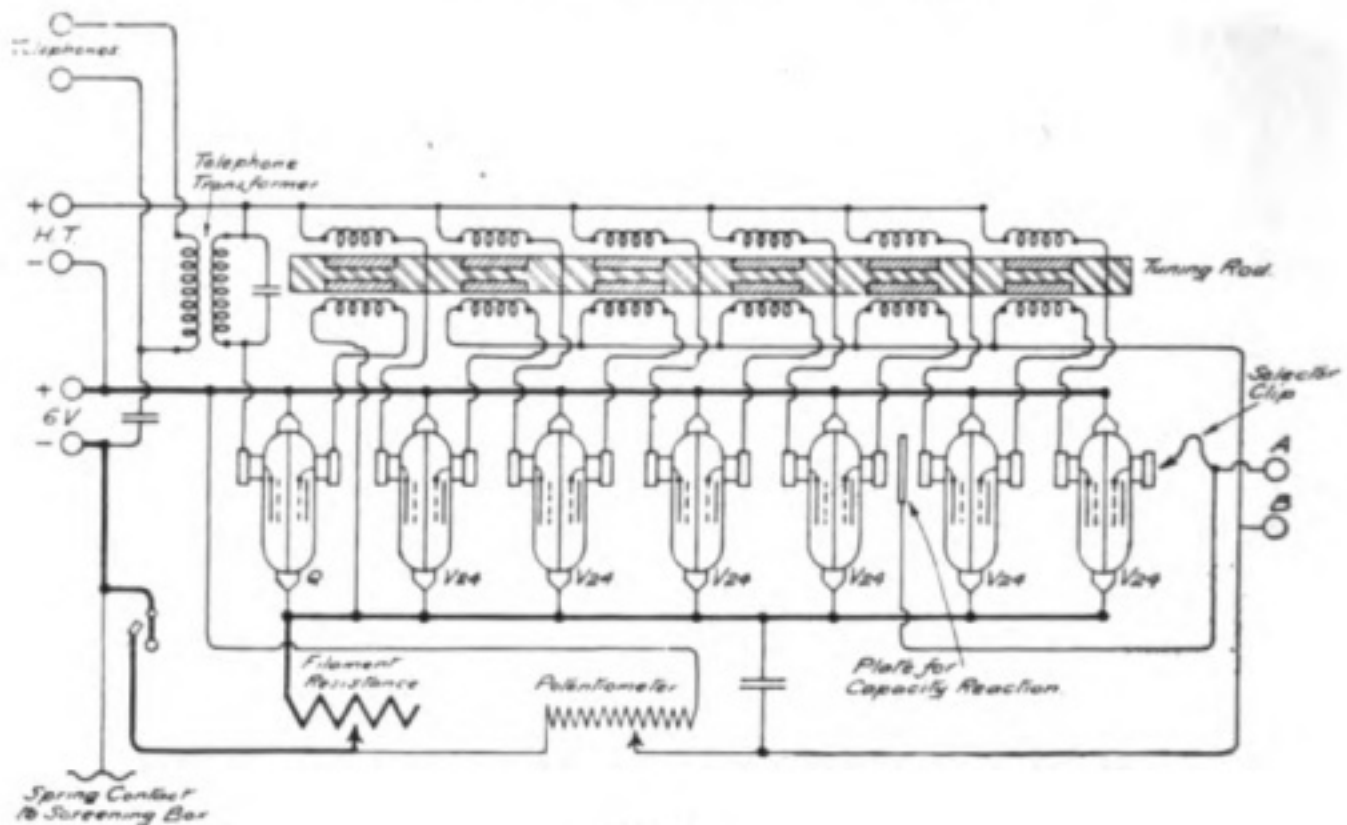 Telephones
Telephone
Transformer
+
H.T.
-
Tuning Rod.
+
6V
-
Selector
Clip
A
B
Q
V24
V24
V24
V24
V24
V24
Filament
Resistance
Potentiometer
Plate for
Capacity Reaction.
Spring Contact
to Screening Box